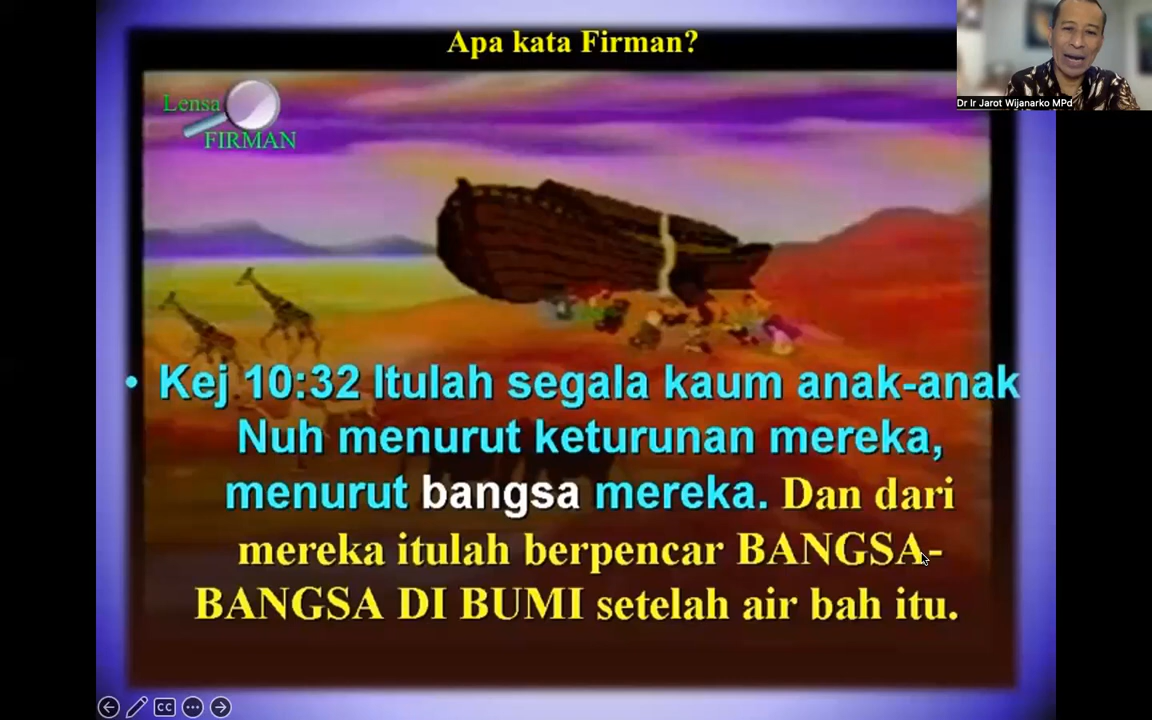 Apa kata Firman?
Dr Ir Jarot Wijanarko MPd
Lensa
FIRMAN
• Kej 10:32 Itulah segala kaum anak-anak
Nuh menurut keturunan mereka,
menurut bangsa mereka. Dan dari
mereka itulah berpencar BANGSA-
BANGSA DI BUMI setelah air bah itu.
CC